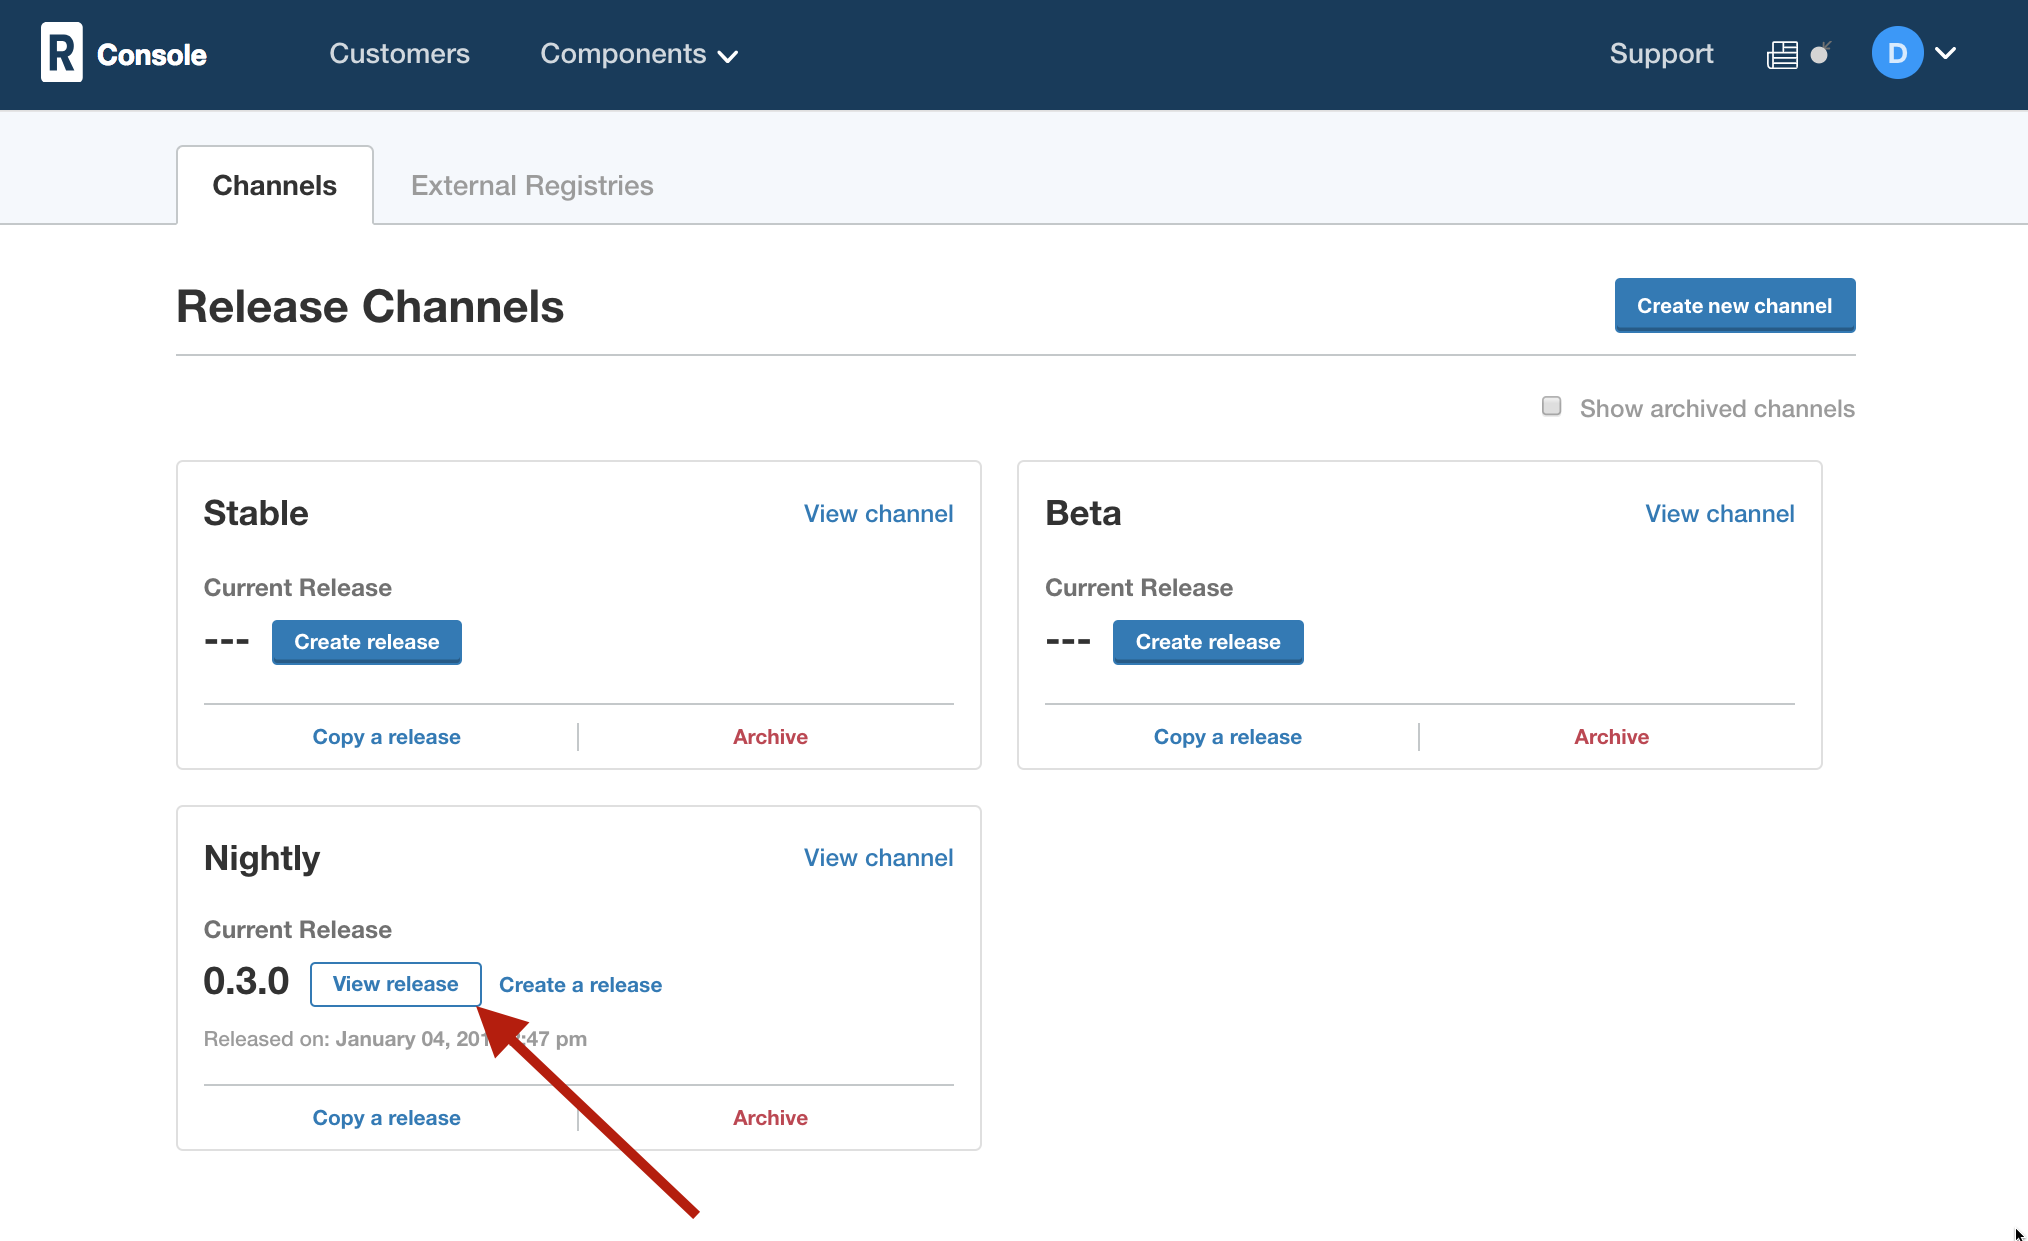 R Console Customers Components Support D
Channels External Registries
Release Channels Create new channel
Show archived channels
Stable View channel
Current Release
--- Create release
Copy a release Archive
Beta View channel
Current Release
--- Create release
Copy a release Archive
Nightly View channel
Current Release
0.3.0 View release Create a release
Released on: January 04, :47 pm
Copy a release Archive